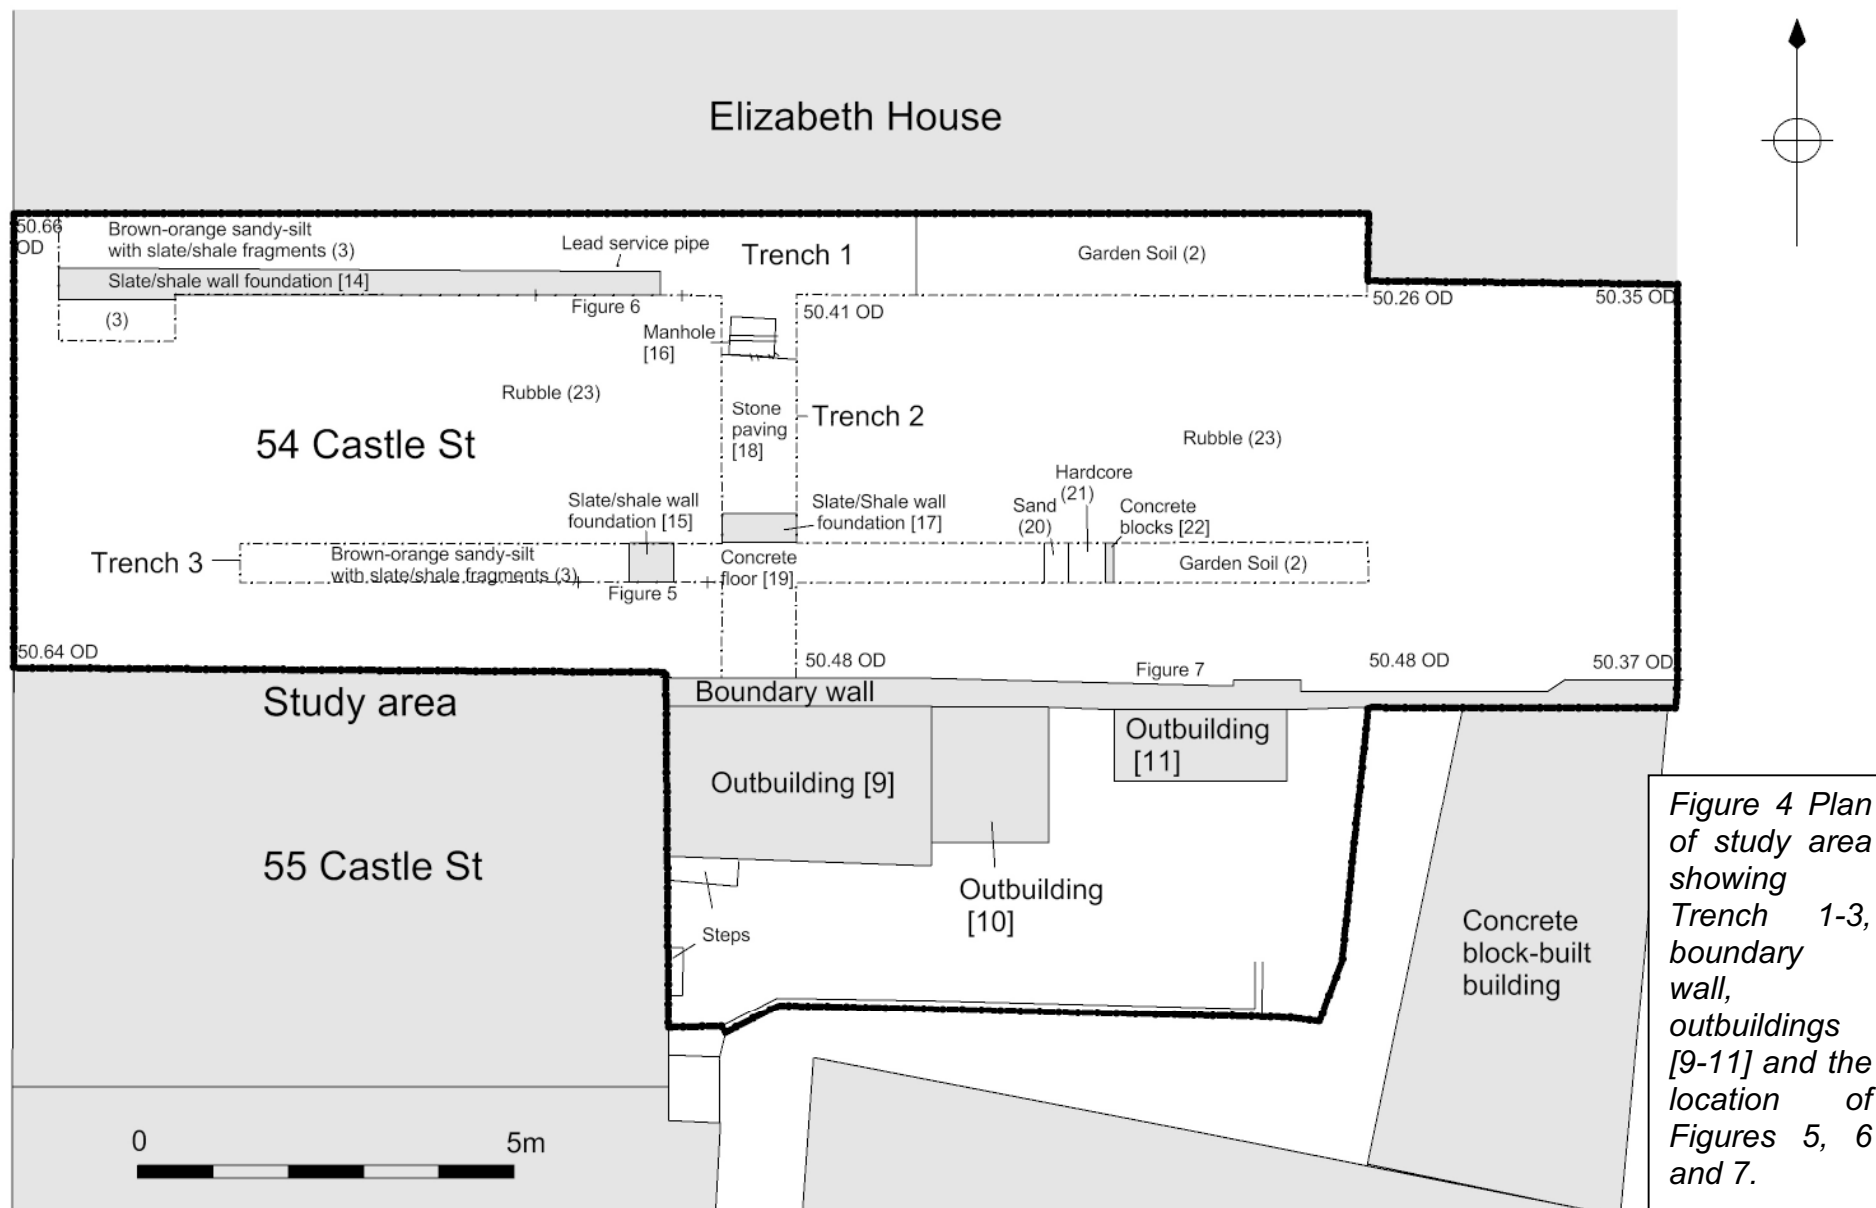 Elizabeth House
50.66
OD
Brown-orange sandy-silt
with slate/shale fragments (3)
Lead service pipe
Trench 1
Garden Soil (2)
Slate/shale wall foundation [14]
(3)
Figure 6
50.41 OD
50.26 OD
50.35 OD
Manhole
[16]
Rubble (23)
Stone
paving
[18]
Trench 2
54 Castle St
Rubble (23)
Slate/shale wall
foundation [15]
Slate/Shale wall
foundation [17]
Sand
(20)
Hardcore
(21)
Concrete
blocks [22]
Trench 3
Brown-orange sandy-silt
with slate/shale fragments (3)
Concrete
floor [19]
Garden Soil (2)
Figure 5
50.64 OD
50.48 OD
Figure 7
50.48 OD
50.37 OD
Study area
Boundary wall
Outbuilding [9]
Outbuilding
[11]
55 Castle St
Outbuilding
[10]
Steps
Concrete
block-built
building
0
5m
Figure 4 Plan
of study area
showing
Trench 1-3,
boundary
wall,
outbuildings
[9-11] and the
location of
Figures 5, 6
and 7.